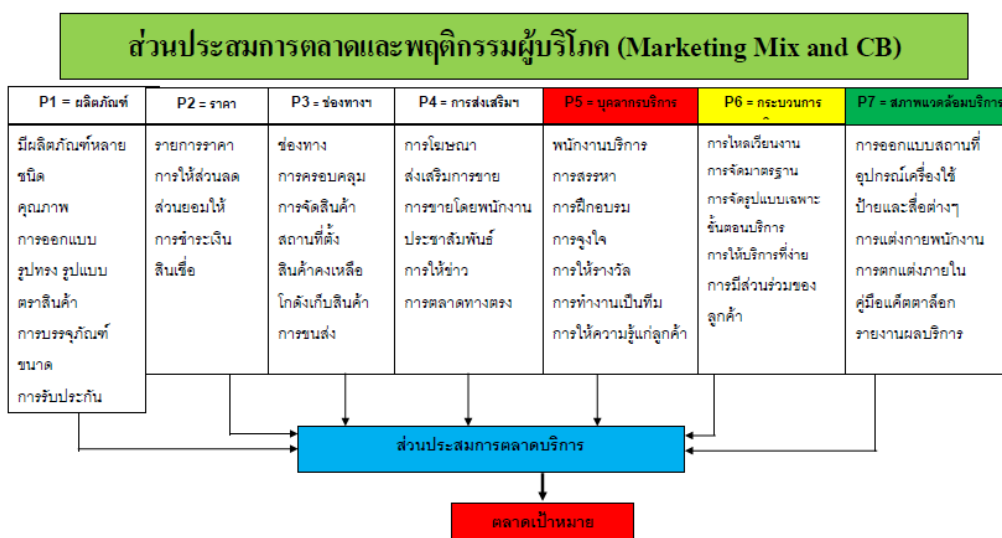 ส่วนประสมการตลาดและพฤติกรรมผู้บริโภค (Marketing Mix and CB)
P1 = ผลิตภัณฑ์
มีผลิตภัณฑ์หลาย
ชนิด
คุณภาพ
การออกแบบ
รูปทรง รูปแบบ
ตราสินค้า
การบรรจุภัณฑ์
ขนาด
การรับประกัน
P2 = ราคา
รายการราคา
การให้ส่วนลด
ส่วนยอมให้
การชำระเงิน
สินเชื่อ
P3 = ช่องทางฯ
ช่องทาง
การครอบคลุม
การจัดสินค้า
สถานที่ตั้ง
สินค้าคงเหลือ
โกดังเก็บสินค้า
การขนส่ง
P4 = การส่งเสริมฯ
การโฆษณา
ส่งเสริมการขาย
การขายโดยพนักงาน
ประชาสัมพันธ์
การให้ข่าว
การตลาดทางตรง
P5 = บุคลากรบริการ
พนักงานบริการ
การสรรหา
การฝึกอบรม
การจูงใจ
การให้รางวัล
การทำงานเป็นทีม
การให้ความรู้แก่ลูกค้า
P6 = กระบวนการ
การไหลเวียนงาน
การจัดมาตรฐาน
การจัดรูปแบบเฉพาะ
ขั้นตอนบริการ
การให้บริการที่ง่าย
การมีส่วนร่วมของ
ลูกค้า
P7 = สภาพแวดล้อมบริการ
การออกแบบสถานที่
อุปกรณ์เครื่องใช้
ป้ายและสื่อต่างๆ
การแต่งกายพนักงาน
การตกแต่งภายใน
คู่มือแค็ตตาล็อก
รายงานผลบริการ
ส่วนประสมการตลาดบริการ
ตลาดเป้าหมาย